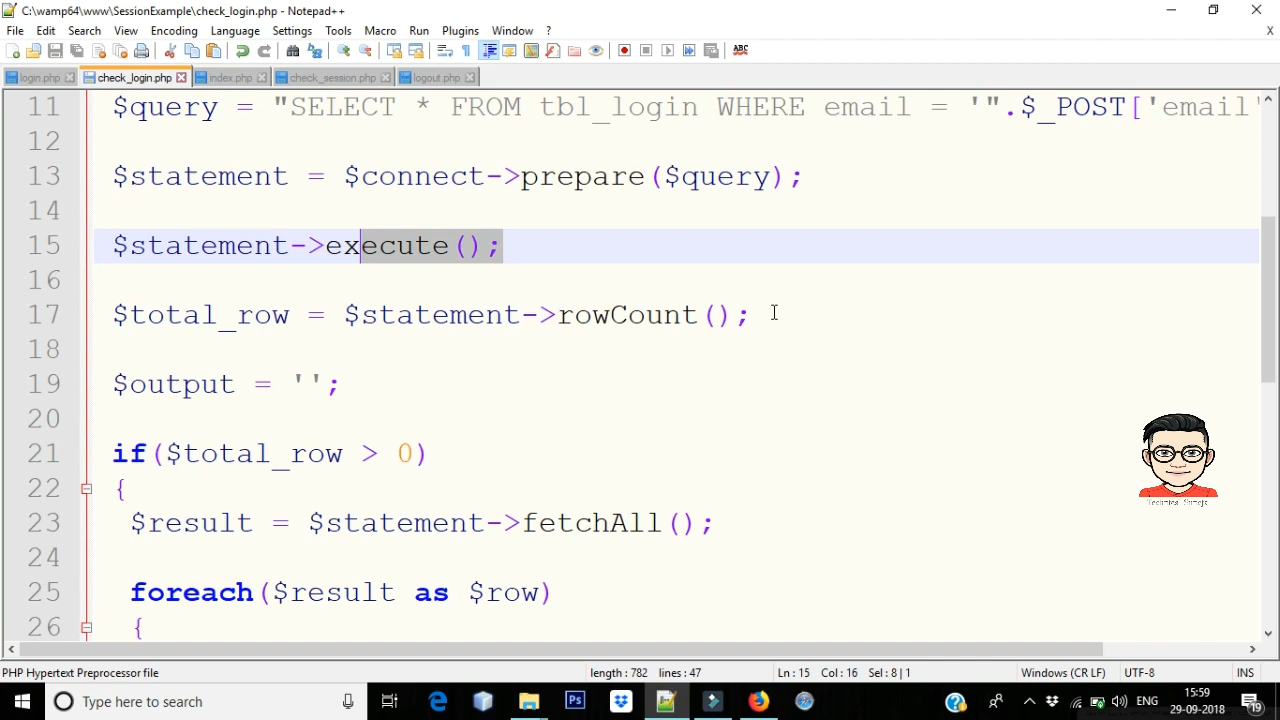 C:\wamp64\www\SessionExample\check_login.php - Notepad++
File Edit Search View Encoding Language Settings Tools Macro Run Plugins Window ? X
ABC
login.php check_login.php index.php check_session.php logout.php
11 $query = "SELECT * FROM tbl_login WHERE email = '".$_POST['email'
12
13 $statement = $connect->prepare($query);
14
15 $statement->execute();
16
17 $total_row = $statement->rowCount();
18
19 $output = '';
20
21 if($total_row > 0)
22 {
23 $result = $statement->fetchAll();
24
25 foreach($result as $row)
26 {
Technical Suneja
PHP Hypertext Preprocessor file length : 782 lines : 47 Ln : 15 Col : 16 Sel : 8 | 1 Windows (CR LF) UTF-8 INS
Type here to search Ps ENG 15:59
29-09-2018 19